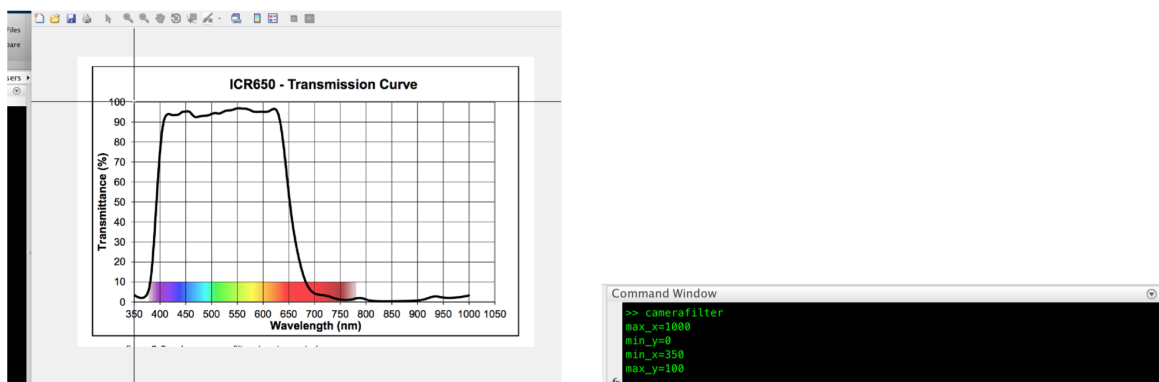 Files
pare
sers
ICR650 - Transmission Curve
100
90
80
70
60
50
40
30
20
10
0
Transmittance (%)
350 400 450 500 550 600 650 700 750 800 850 900 950 1000 1050
Wavelength (nm)
Command Window
>> camerafilter
max_x=1000
min_y=0
min_x=350
max_y=100